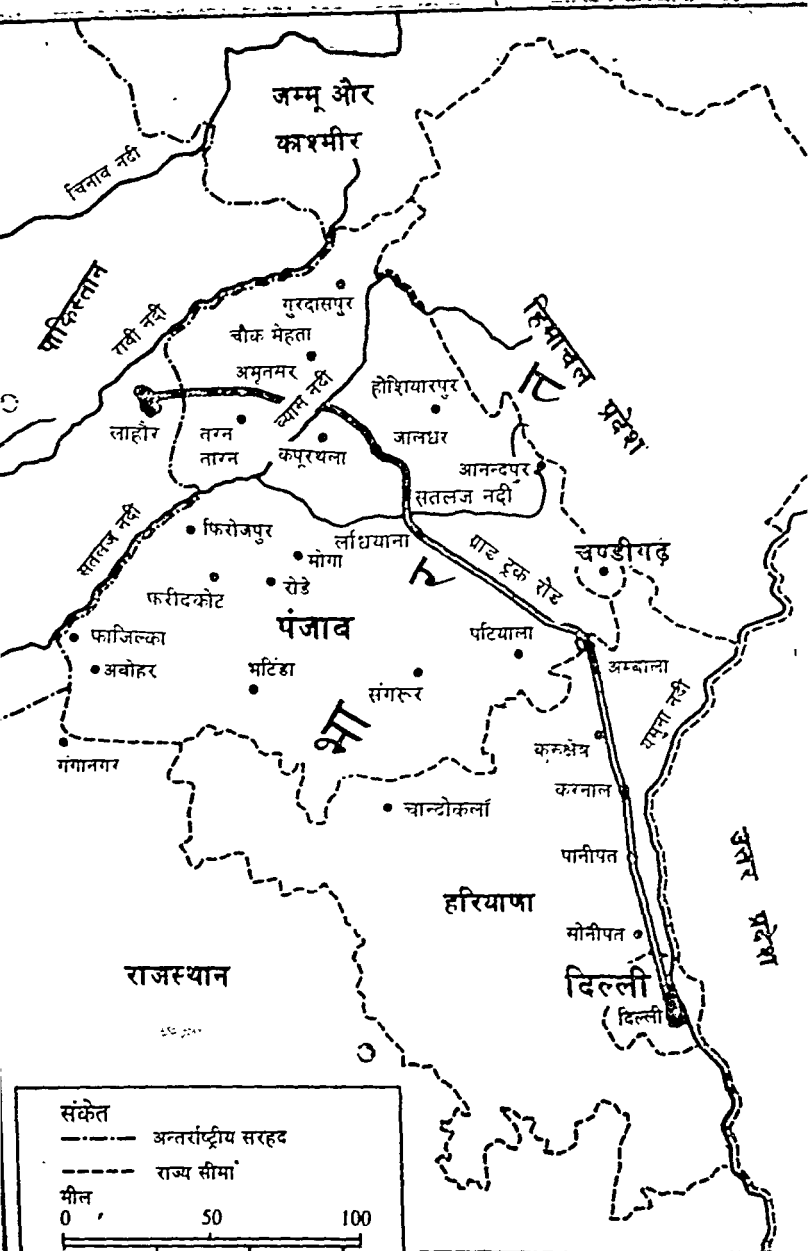 जम्मू और
काश्मीर
चिनाव नदी
पाकिस्तान
रावी नदी
गुरदासपुर
चौक मेहता
अमृतसर
व्यास नदी
होशियारपुर
हिमाचल प्रदेश
लाहौर
तरन
तारन
कपूरथला
जालधर
आनन्दपुर
सतलज नदी
सतलज नदी
फिरोजपुर
लुधियाना
मोगा
ग्राड ट्रक रोड
चण्डीगढ़
फरीदकोट
रोडे
पंजाब
पटियाला
फाजिल्का
अबोहर
भटिंडा
संगरूर
अम्बाला
यमुना नदी
भा
र
त
गंगानगर
कुरुक्षेत्र
चान्दोकलाँ
करनाल
पानीपत
उत्तर प्रदेश
हरियाणा
सोनीपत
राजस्थान
दिल्ली
दिल्ली
संकेत
अन्तर्राष्ट्रीय सरहद
राज्य सीमा
मील
0 50 100